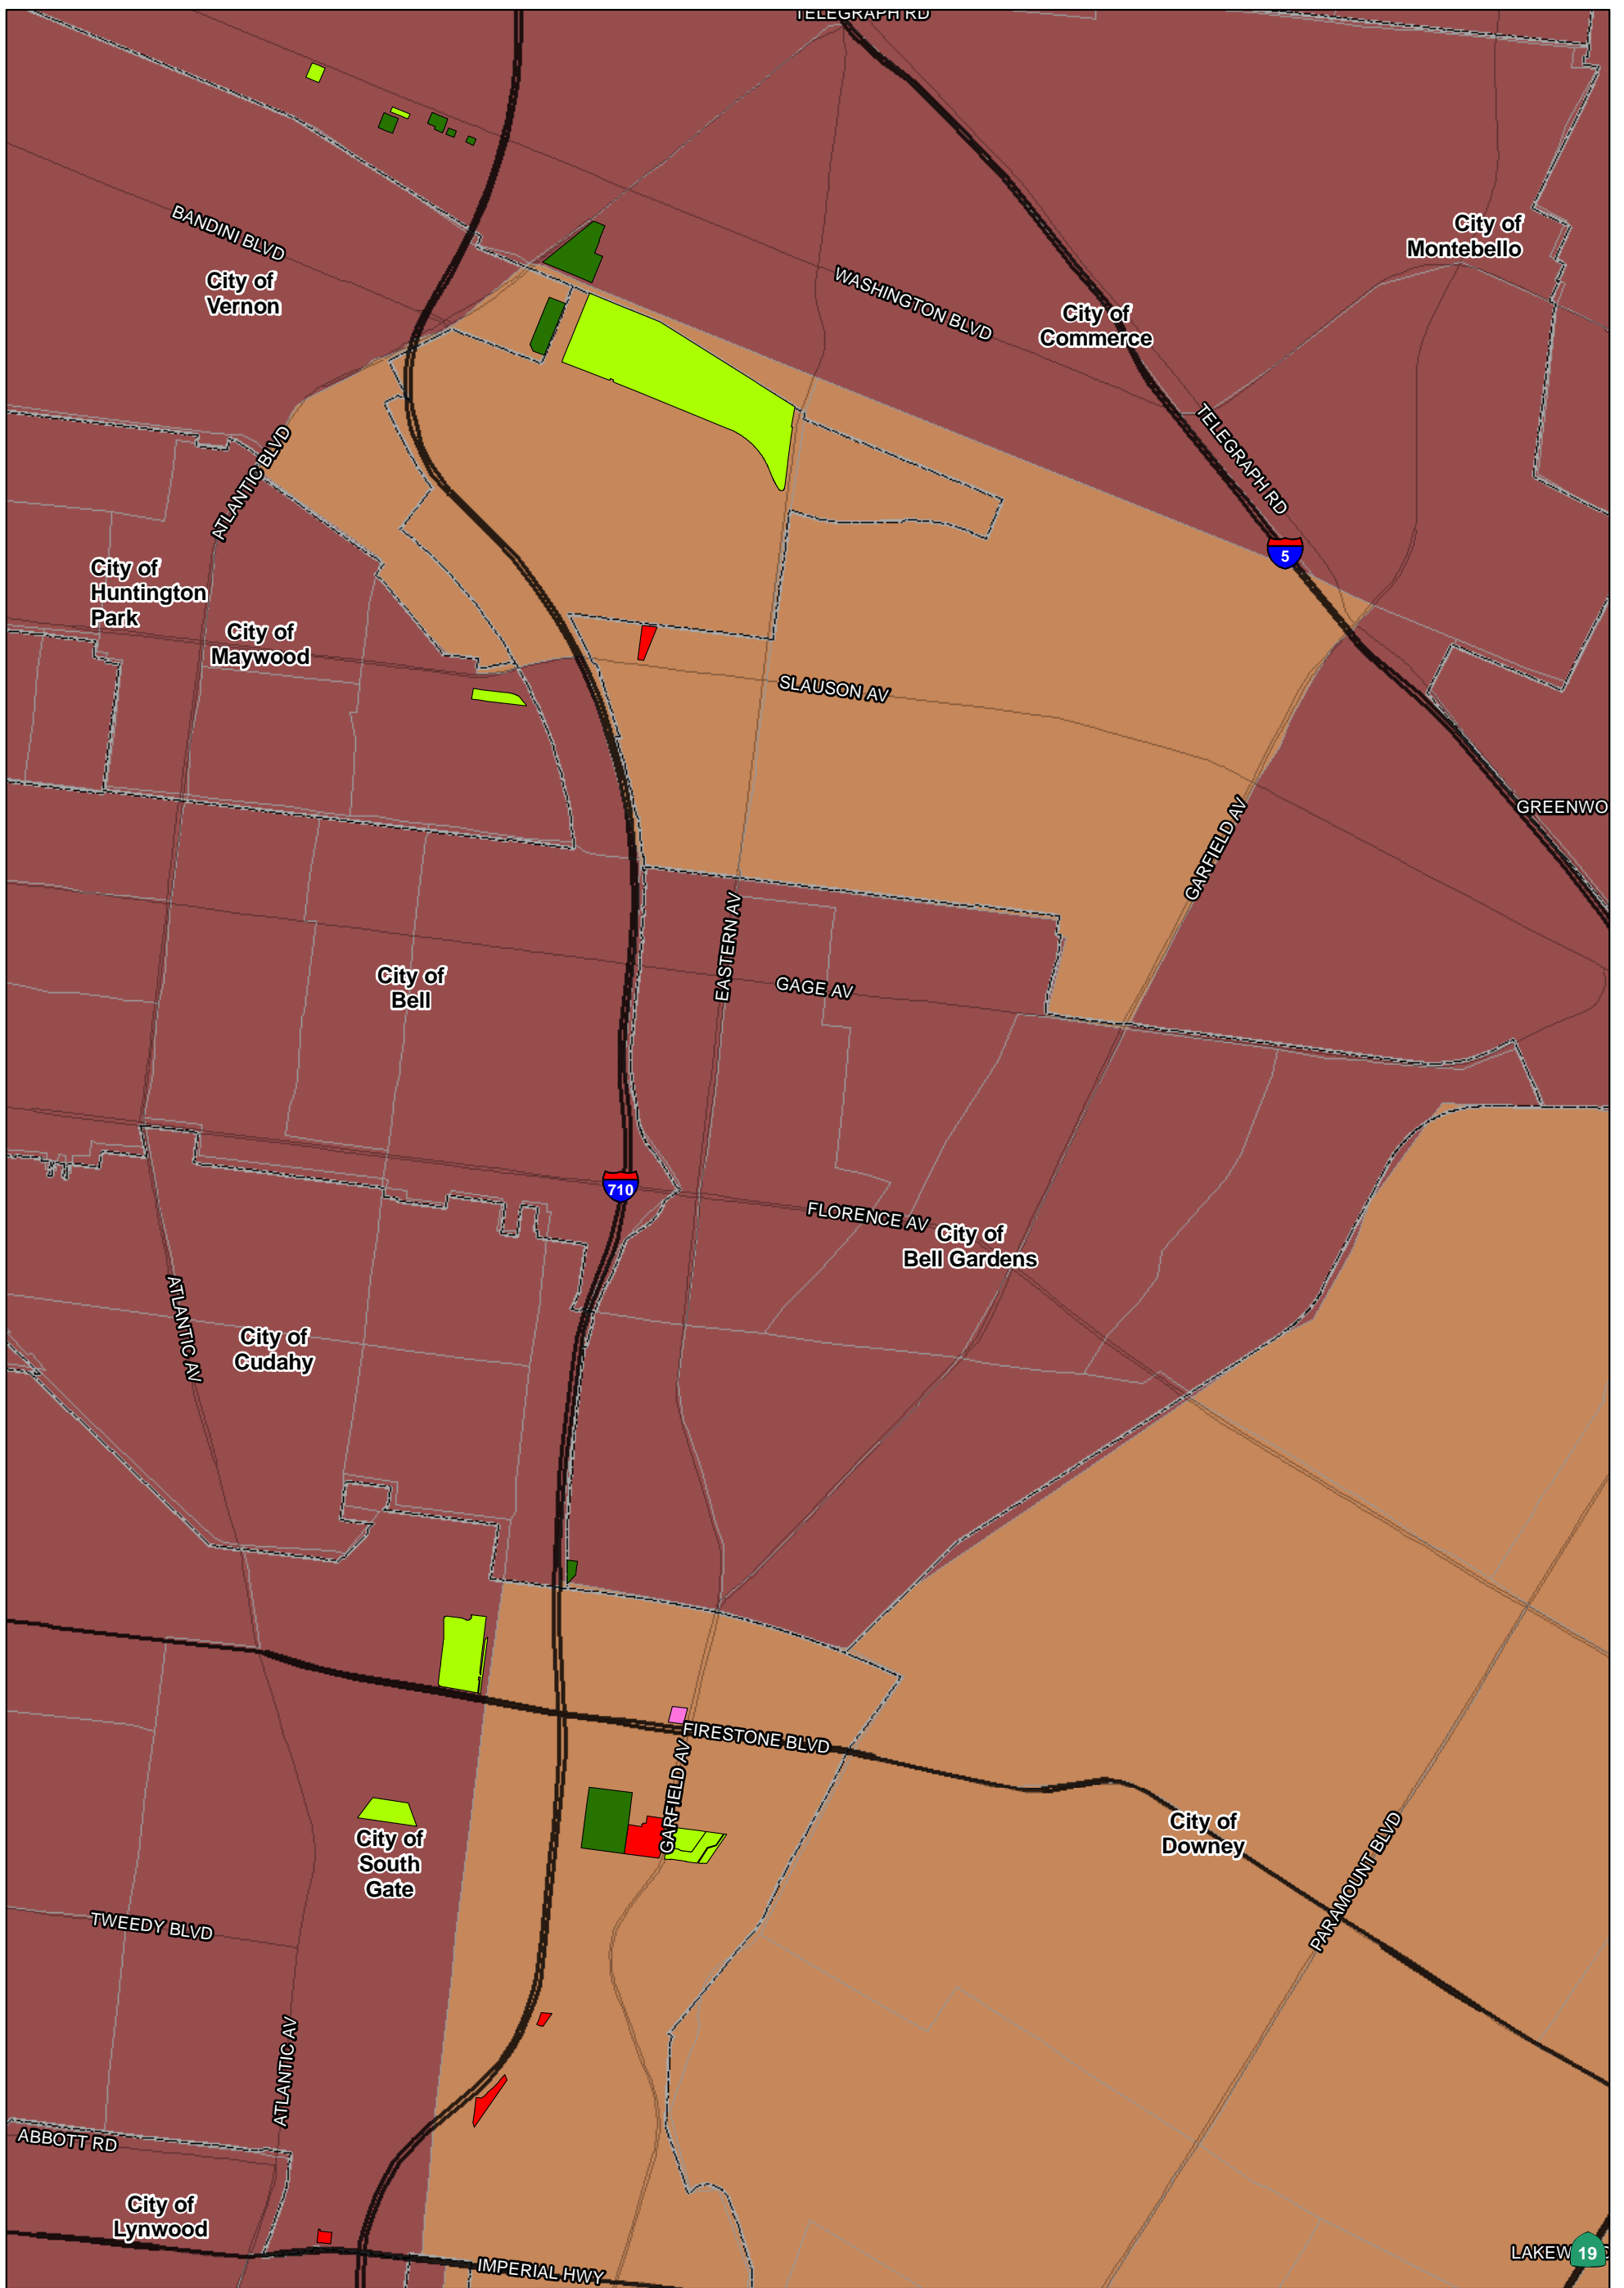 TELEGRAPH RD
BANDINI BLVD
City of
Vernon
City of
Montebello
WASHINGTON BLVD
City of
Commerce
TELEGRAPH RD
ATLANTIC BLVD
5
City of
Huntington
Park
City of
Maywood
SLAUSON AV
GREENWO
GARFIELD AV
EASTERN AV
City of
Bell
GAGE AV
710
FLORENCE AV
City of
Bell Gardens
ATLANTIC AV
City of
Cudahy
FIRESTONE BLVD
GARFIELD AV
City of
Downey
City of
South
Gate
PARAMOUNT BLVD
TWEEDY BLVD
ATLANTIC AV
ABBOTT RD
City of
Lynwood
IMPERIAL HWY
LAKEW
19